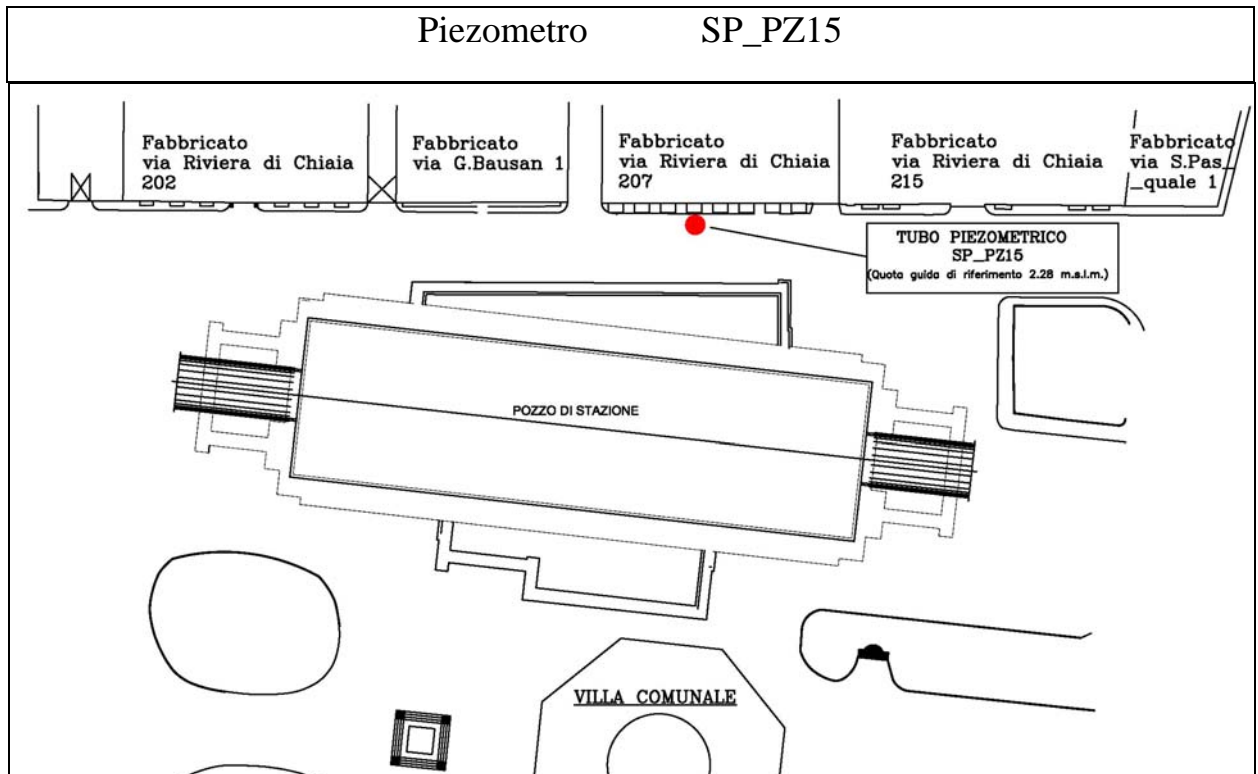 Piezometro SP_PZ15
Fabbricato
via Riviera di Chiaia
202
Fabbricato
via G.Bausan 1
Fabbricato
via Riviera di Chiaia
207
Fabbricato
via Riviera di Chiaia
215
Fabbricato
via S.Pas_
_quale 1
TUBO PIEZOMETRICO
SP_PZ15
(Quota guida di riferimento 2.28 m.s.l.m.)
POZZO DI STAZIONE
VILLA COMUNALE